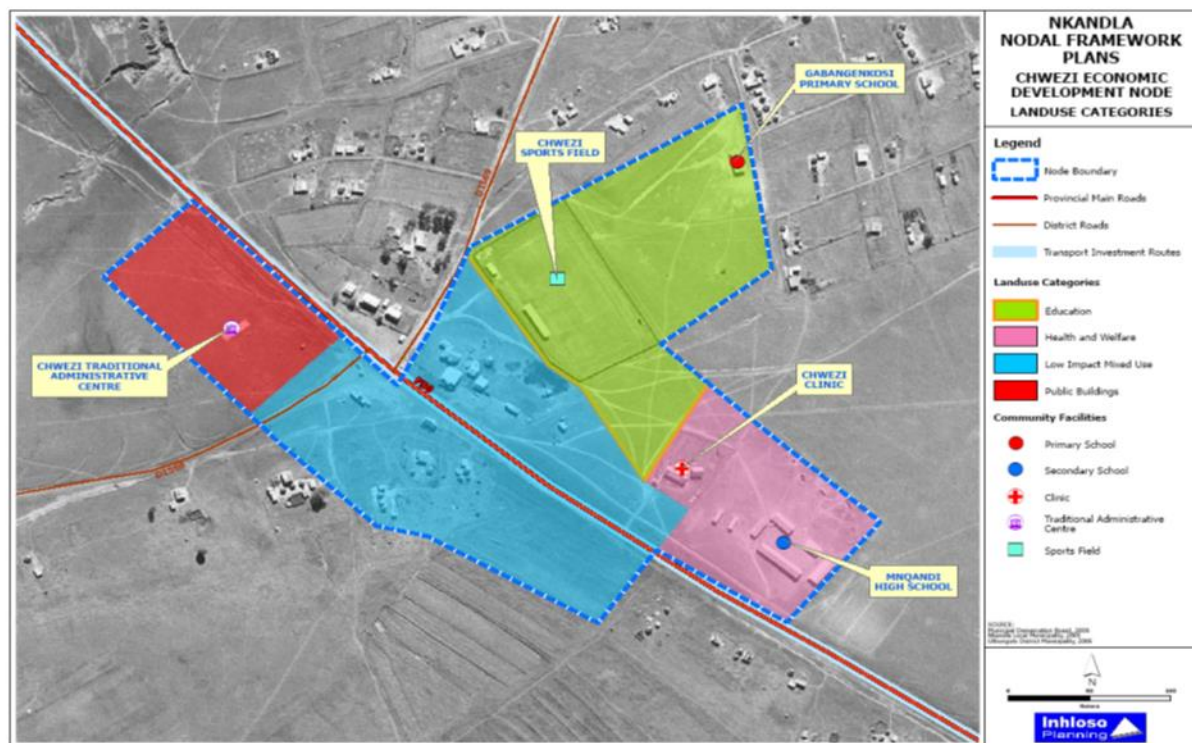 NKANDLA
NODAL FRAMEWORK
PLANS
CHWEZI ECONOMIC
DEVELOPMENT NODE
LANDUSE CATEGORIES
Legend
Node Boundary
Provincial Main Roads
District Roads
Transport Investment Routes
Landuse Categories
Education
Health and Welfare
Low Impact Mixed Use
Public Buildings
Community Facilities
Primary School
Secondary School
Clinic
Traditional Administrative
Centre
Sports Field
SOURCE:
N
Inhloso
Planning
GABANGENKOSI
PRIMARY SCHOOL
CHWEZI
SPORTS FIELD
CHWEZI TRADITIONAL
ADMINISTRATIVE
CENTRE
CHWEZI
CLINIC
MNQANDI
HIGH SCHOOL